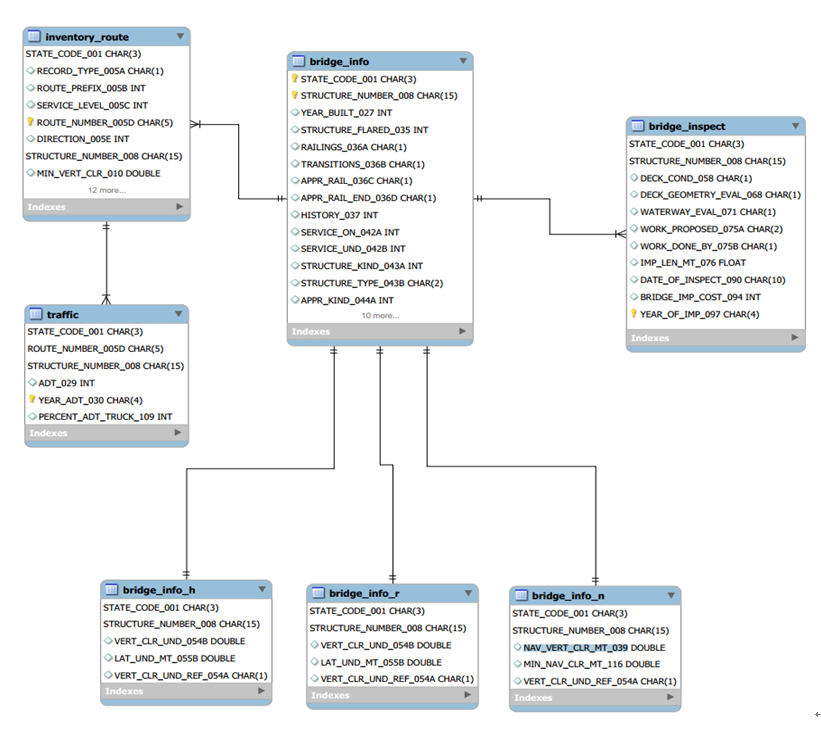 inventory_route
STATE_CODE_001 CHAR(3)
RECORD_TYPE_005A CHAR(1)
ROUTE_PREFIX_005B INT
SERVICE_LEVEL_005C INT
ROUTE_NUMBER_005D CHAR(5)
DIRECTION_005E INT
STRUCTURE_NUMBER_008 CHAR(15)
MIN_VERT_CLR_010 DOUBLE
12 more...
Indexes
bridge_info
STATE_CODE_001 CHAR(3)
STRUCTURE_NUMBER_008 CHAR(15)
YEAR_BUILT_027 INT
STRUCTURE_FLARED_035 INT
RAILINGS_036A CHAR(1)
TRANSITIONS_036B CHAR(1)
APPR_RAIL_036C CHAR(1)
APPR_RAIL_END_036D CHAR(1)
HISTORY_037 INT
SERVICE_ON_042A INT
SERVICE_UND_042B INT
STRUCTURE_KIND_043A INT
STRUCTURE_TYPE_043B CHAR(2)
APPR_KIND_044A INT
10 more...
Indexes
bridge_inspect
STATE_CODE_001 CHAR(3)
STRUCTURE_NUMBER_008 CHAR(15)
DECK_COND_058 CHAR(1)
DECK_GEOMETRY_EVAL_068 CHAR(1)
WATERWAY_EVAL_071 CHAR(1)
WORK_PROPOSED_075A CHAR(2)
WORK_DONE_BY_075B CHAR(1)
IMP_LEN_MT_076 FLOAT
DATE_OF_INSPECT_090 CHAR(10)
BRIDGE_IMP_COST_094 INT
YEAR_OF_IMP_097 CHAR(4)
Indexes
traffic
STATE_CODE_001 CHAR(3)
ROUTE_NUMBER_005D CHAR(5)
STRUCTURE_NUMBER_008 CHAR(15)
ADT_029 INT
YEAR_ADT_030 CHAR(4)
PERCENT_ADT_TRUCK_109 INT
Indexes
bridge_info_h
STATE_CODE_001 CHAR(3)
STRUCTURE_NUMBER_008 CHAR(15)
VERT_CLR_UND_054B DOUBLE
LAT_UND_MT_055B DOUBLE
VERT_CLR_UND_REF_054A CHAR(1)
Indexes
bridge_info_r
STATE_CODE_001 CHAR(3)
STRUCTURE_NUMBER_008 CHAR(15)
VERT_CLR_UND_054B DOUBLE
LAT_UND_MT_055B DOUBLE
VERT_CLR_UND_REF_054A CHAR(1)
Indexes
bridge_info_n
STATE_CODE_001 CHAR(3)
STRUCTURE_NUMBER_008 CHAR(15)
NAV_VERT_CLR_MT_039 DOUBLE
MIN_NAV_CLR_MT_116 DOUBLE
VERT_CLR_UND_REF_054A CHAR(1)
Indexes